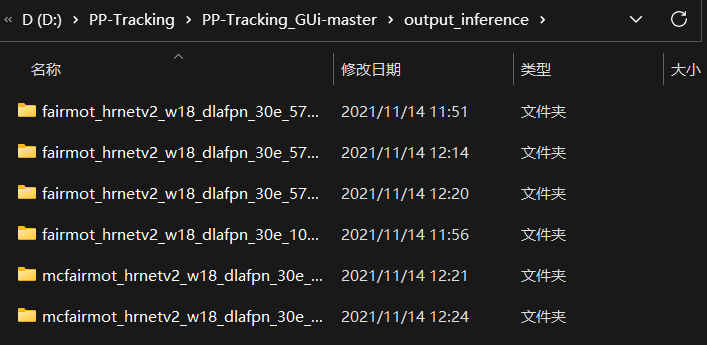 « D (D:) › PP-Tracking › PP-Tracking_GUi-master › output_inference ›
名称 修改日期 类型 大小
fairmot_hrnetv2_w18_dlafpn_30e_57... 2021/11/14 11:51 文件夹
fairmot_hrnetv2_w18_dlafpn_30e_57... 2021/11/14 12:14 文件夹
fairmot_hrnetv2_w18_dlafpn_30e_57... 2021/11/14 12:20 文件夹
fairmot_hrnetv2_w18_dlafpn_30e_10... 2021/11/14 11:56 文件夹
mcfairmot_hrnetv2_w18_dlafpn_30e_... 2021/11/14 12:21 文件夹
mcfairmot_hrnetv2_w18_dlafpn_30e_... 2021/11/14 12:24 文件夹